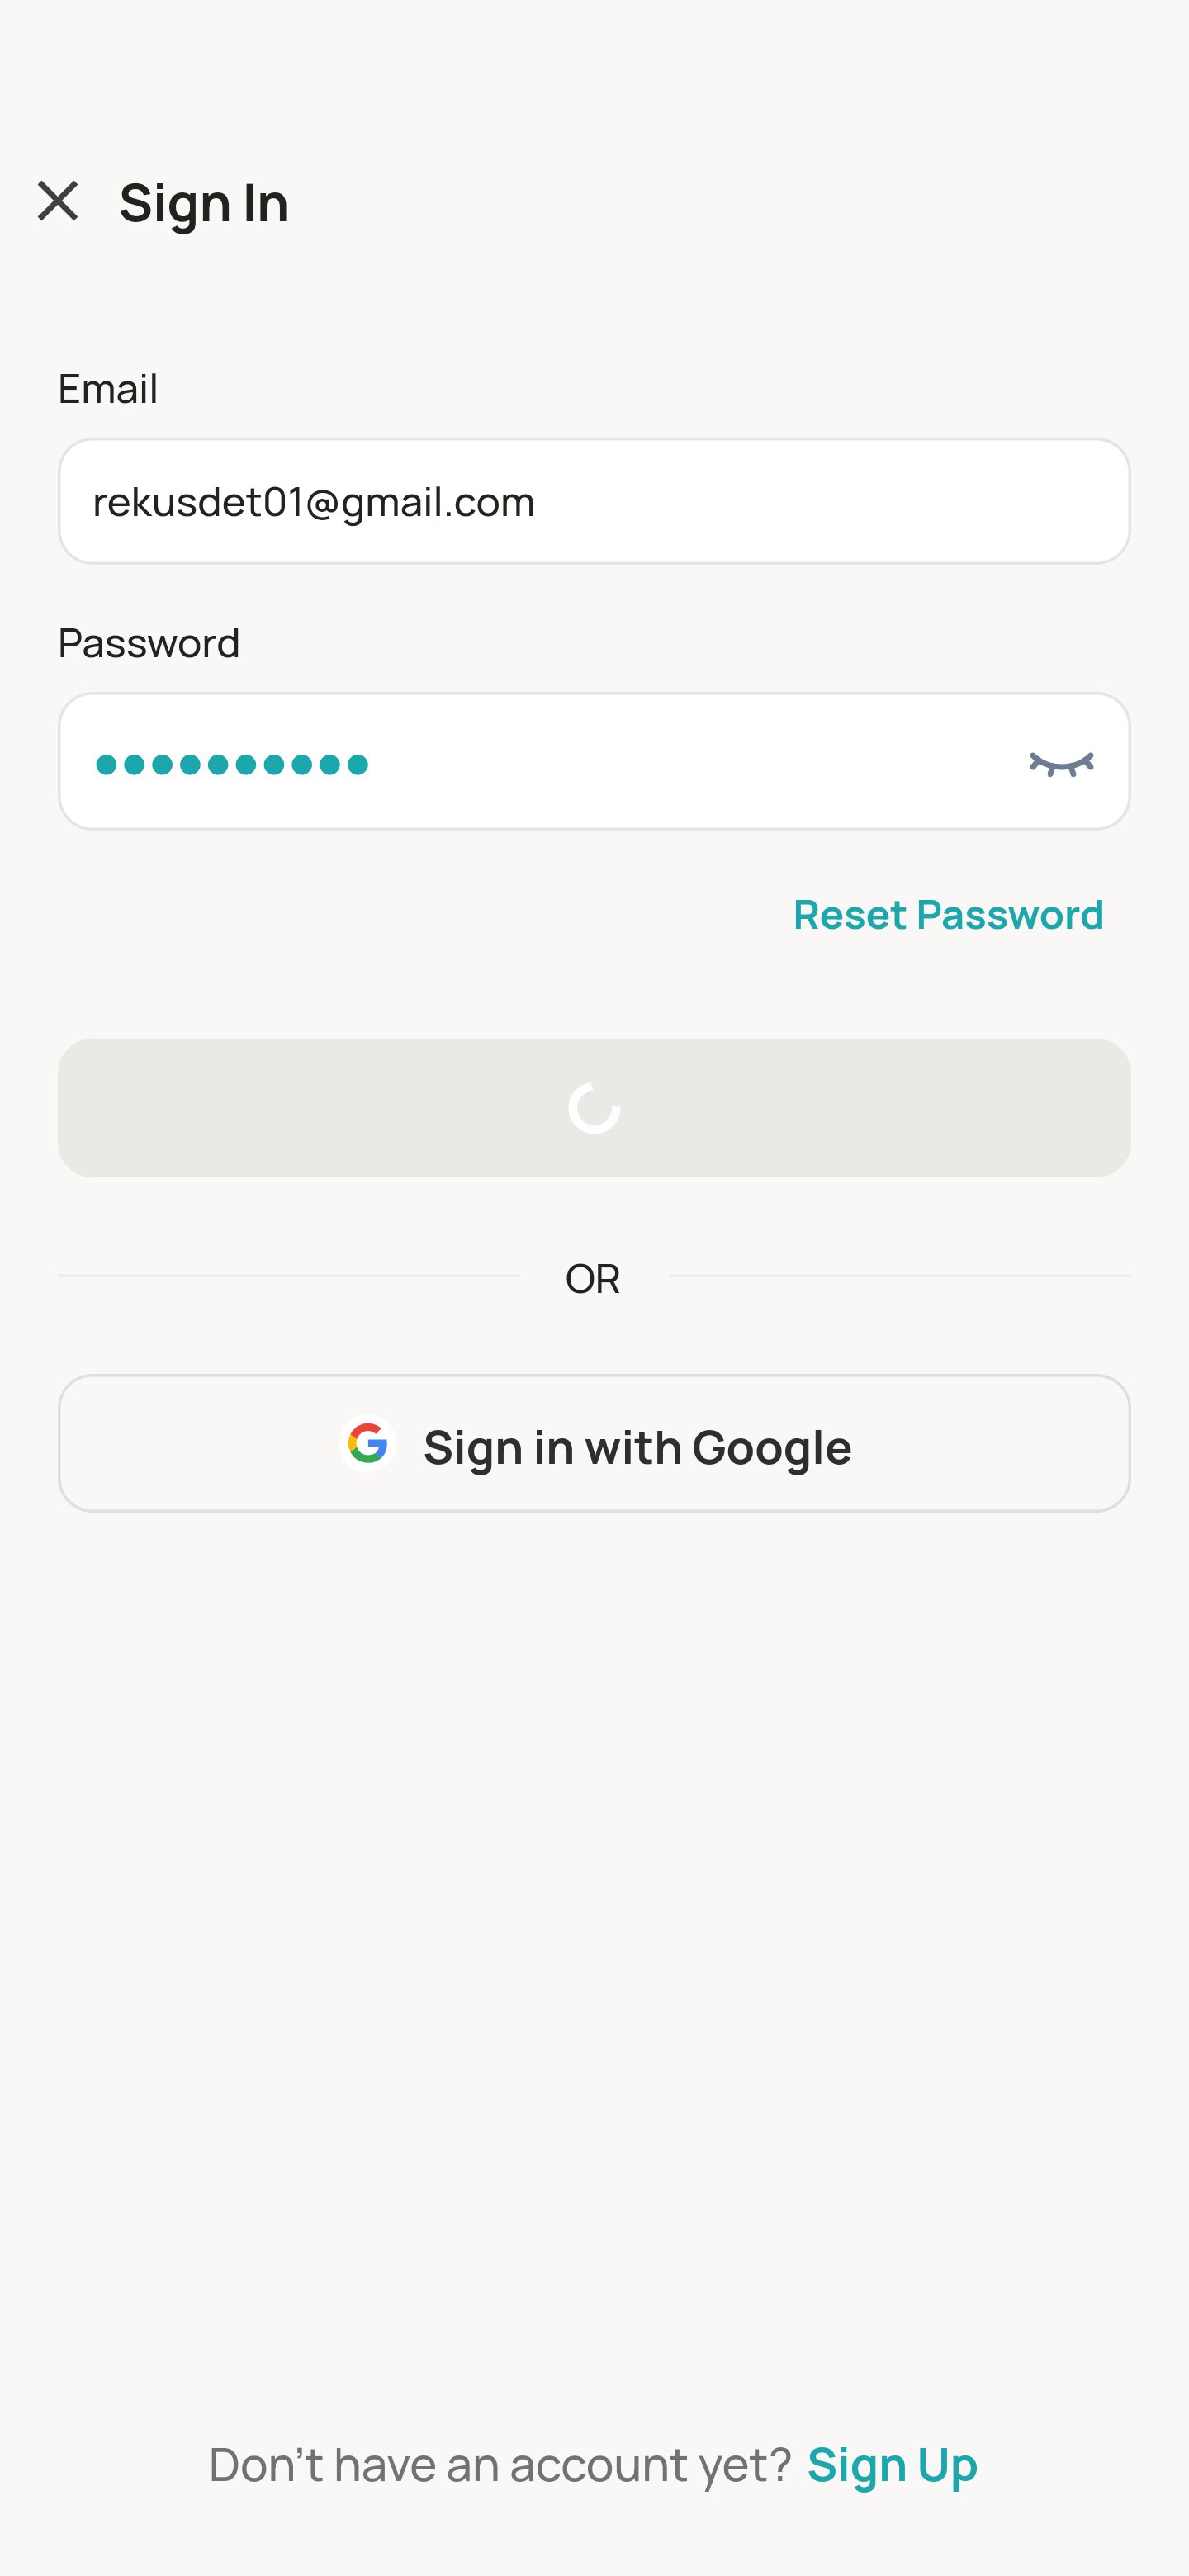 Sign In
Email
rekusdet01@gmail.com
Password
Reset Password
OR
Sign in with Google
Don't have an account yet? Sign Up